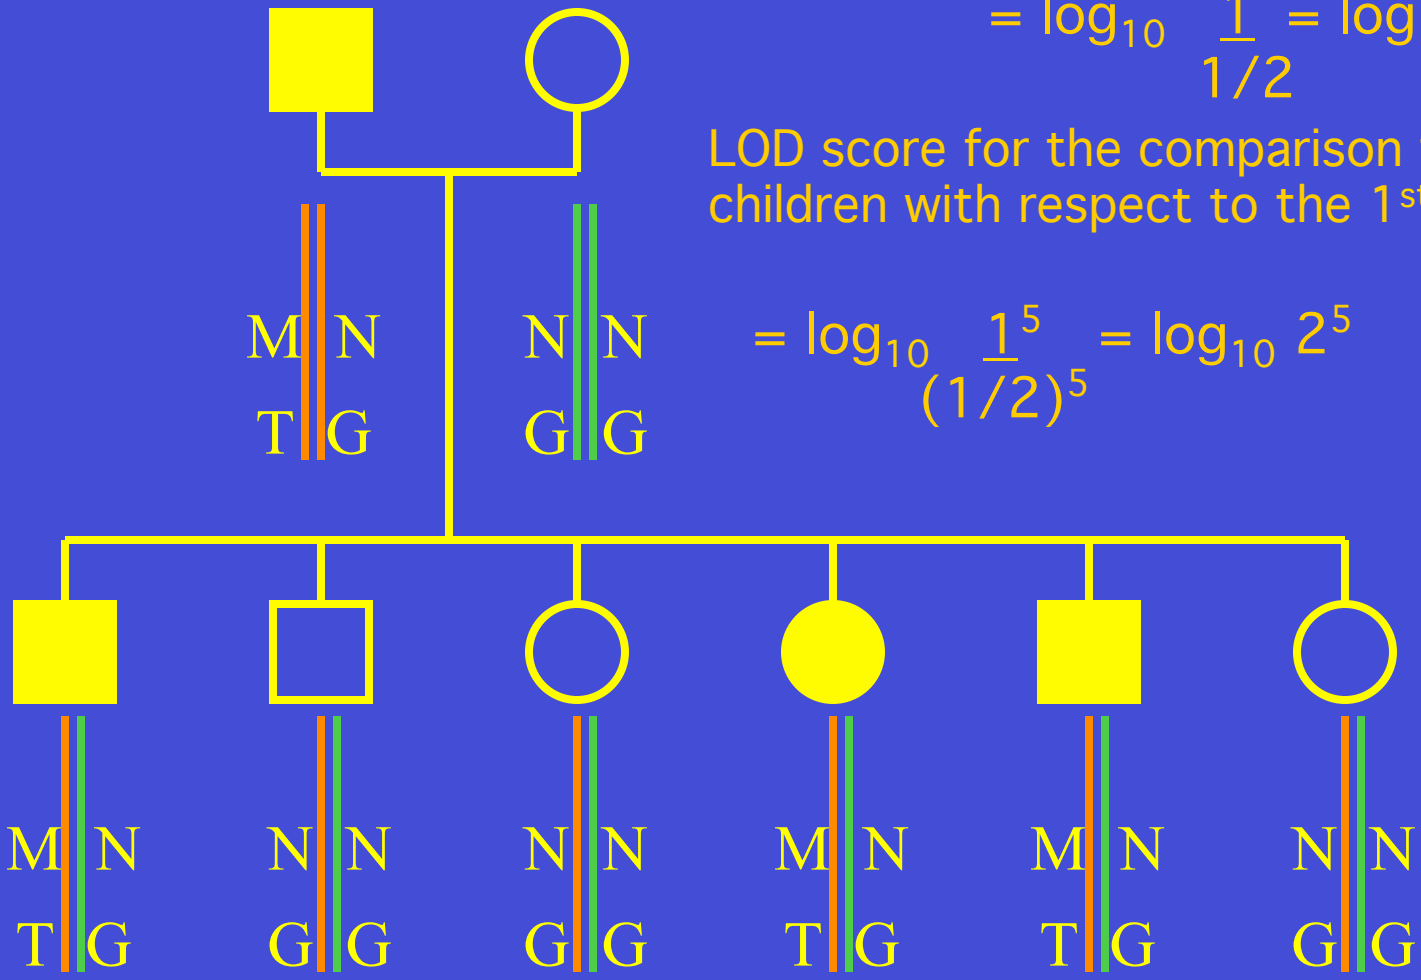 = log10 1 = log
1/2
LOD score for the comparison
children with respect to the 1st
M N N N
= log10 1^5 = log10 2^5
(1/2)^5
T G G G
M N N N N N M N M N N N
T G G G G G T G T G G G